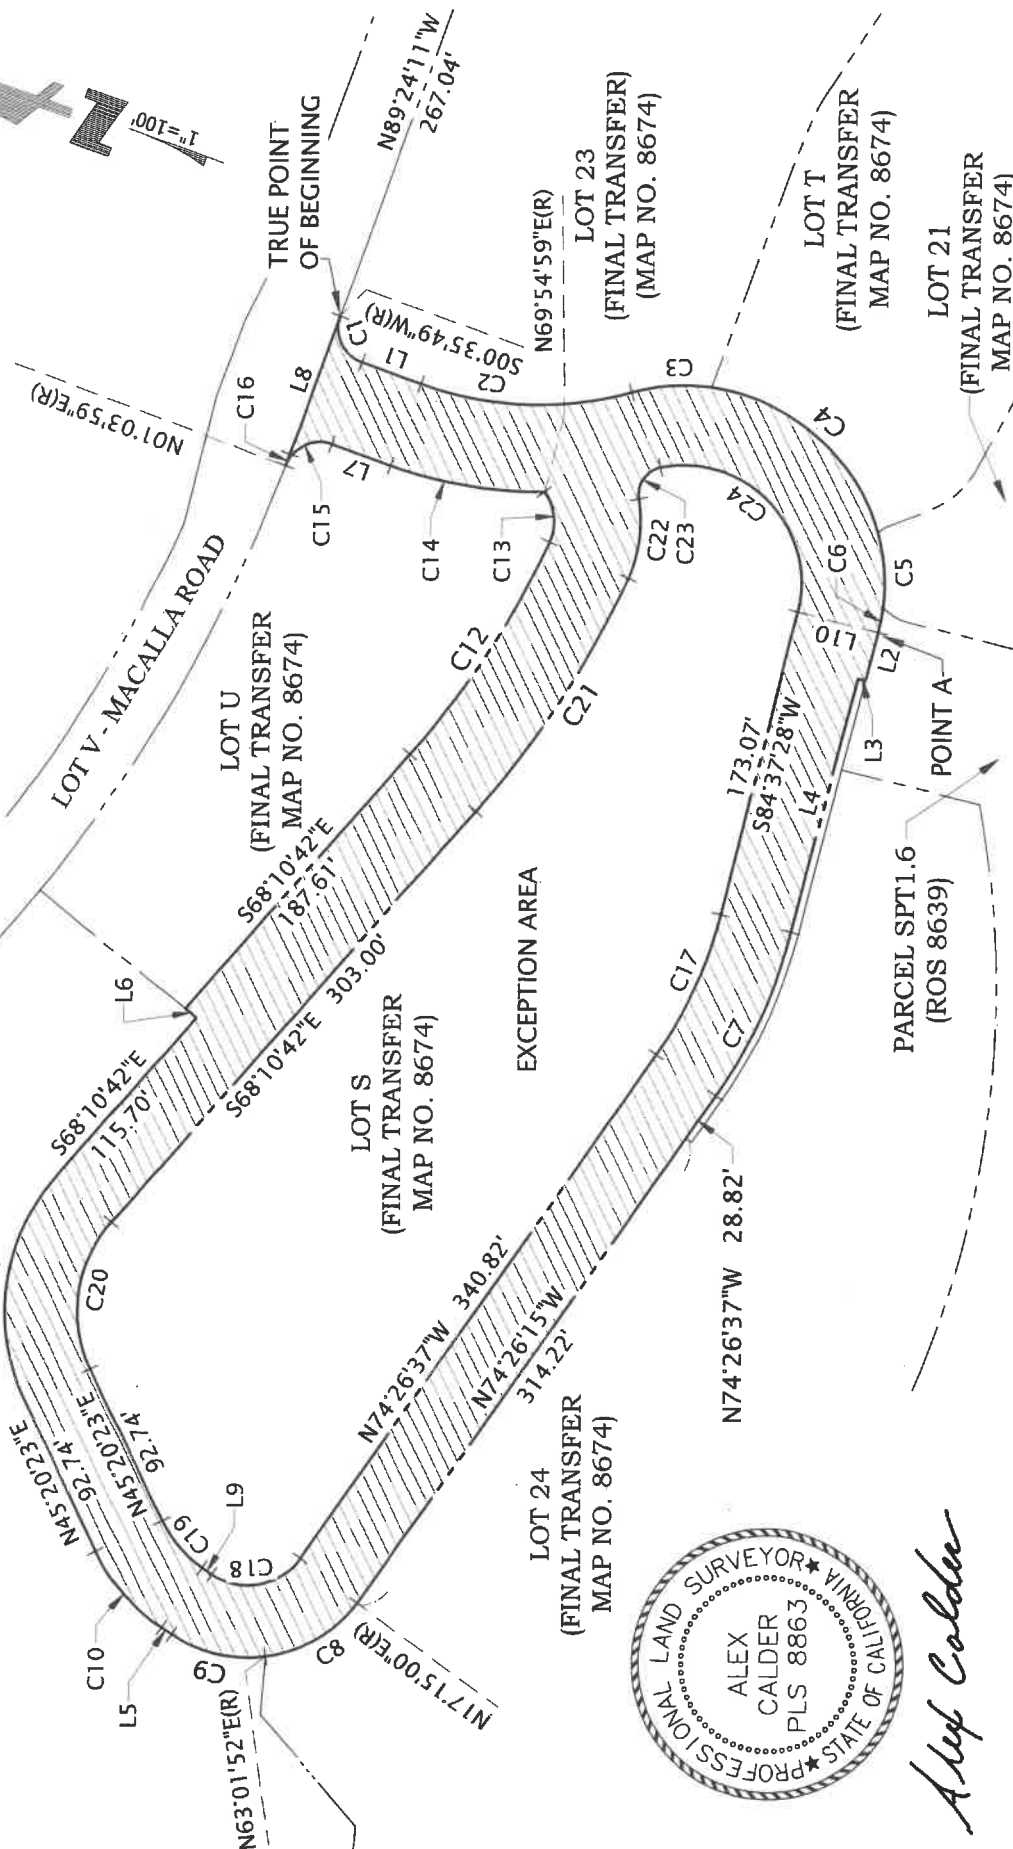 1"=100'
N89°24'11"W
267.04'
TRUE POINT
OF BEGINNING
N01°03'59"E(R)
C16
L8
C1
L1
S00°35'49"W(R)
C2
N69°54'59"E(R)
LOT 23
(FINAL TRANSFER)
(MAP NO. 8674)
LOT T
(FINAL TRANSFER
MAP NO. 8674)
LOT 21
(FINAL TRANSFER
MAP NO. 8674)
C3
C4
C15
L7
C14
C13
C22
C23
C24
C6
C5
L10
L2
POINT A
L3
LOT V - MACALLA ROAD
LOT U
(FINAL TRANSFER
MAP NO. 8674)
C12
C21
173.07'
S84°37'28"W
L4
S68°10'42"E
187.61'
EXCEPTION AREA
C17
C7
PARCEL SPT1.6
(ROS 8639)
L6
S68°10'42"E
303.00'
LOT S
(FINAL TRANSFER
MAP NO. 8674)
S68°10'42"E
115.70'
C20
N74°26'37"W 28.82'
N74°26'37"W 340.82'
N74°26'15"W
314.22'
N45°20'23"E
92.74'
N45°20'23"E
92.74'
C19
L9
C18
C10
L5
C9
C8
N63°01'52"E(R)
N17°15'00"E(R)
LOT 24
(FINAL TRANSFER
MAP NO. 8674)
PROFESSIONAL LAND SURVEYOR
ALEX
CALDER
PLS 8863
STATE OF CALIFORNIA
Alex Calder